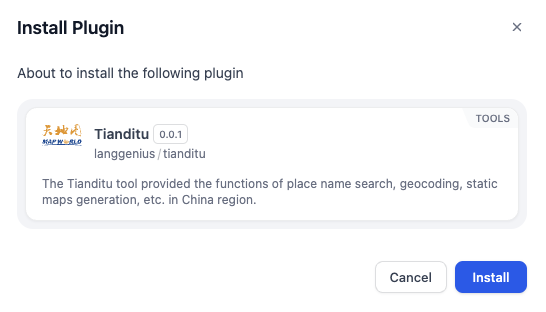 Install Plugin
About to install the following plugin
TOOLS
天地图
MAP WORLD
Tianditu 0.0.1
langgenius / tianditu
The Tianditu tool provided the functions of place name search, geocoding, static
maps generation, etc. in China region.
Cancel Install